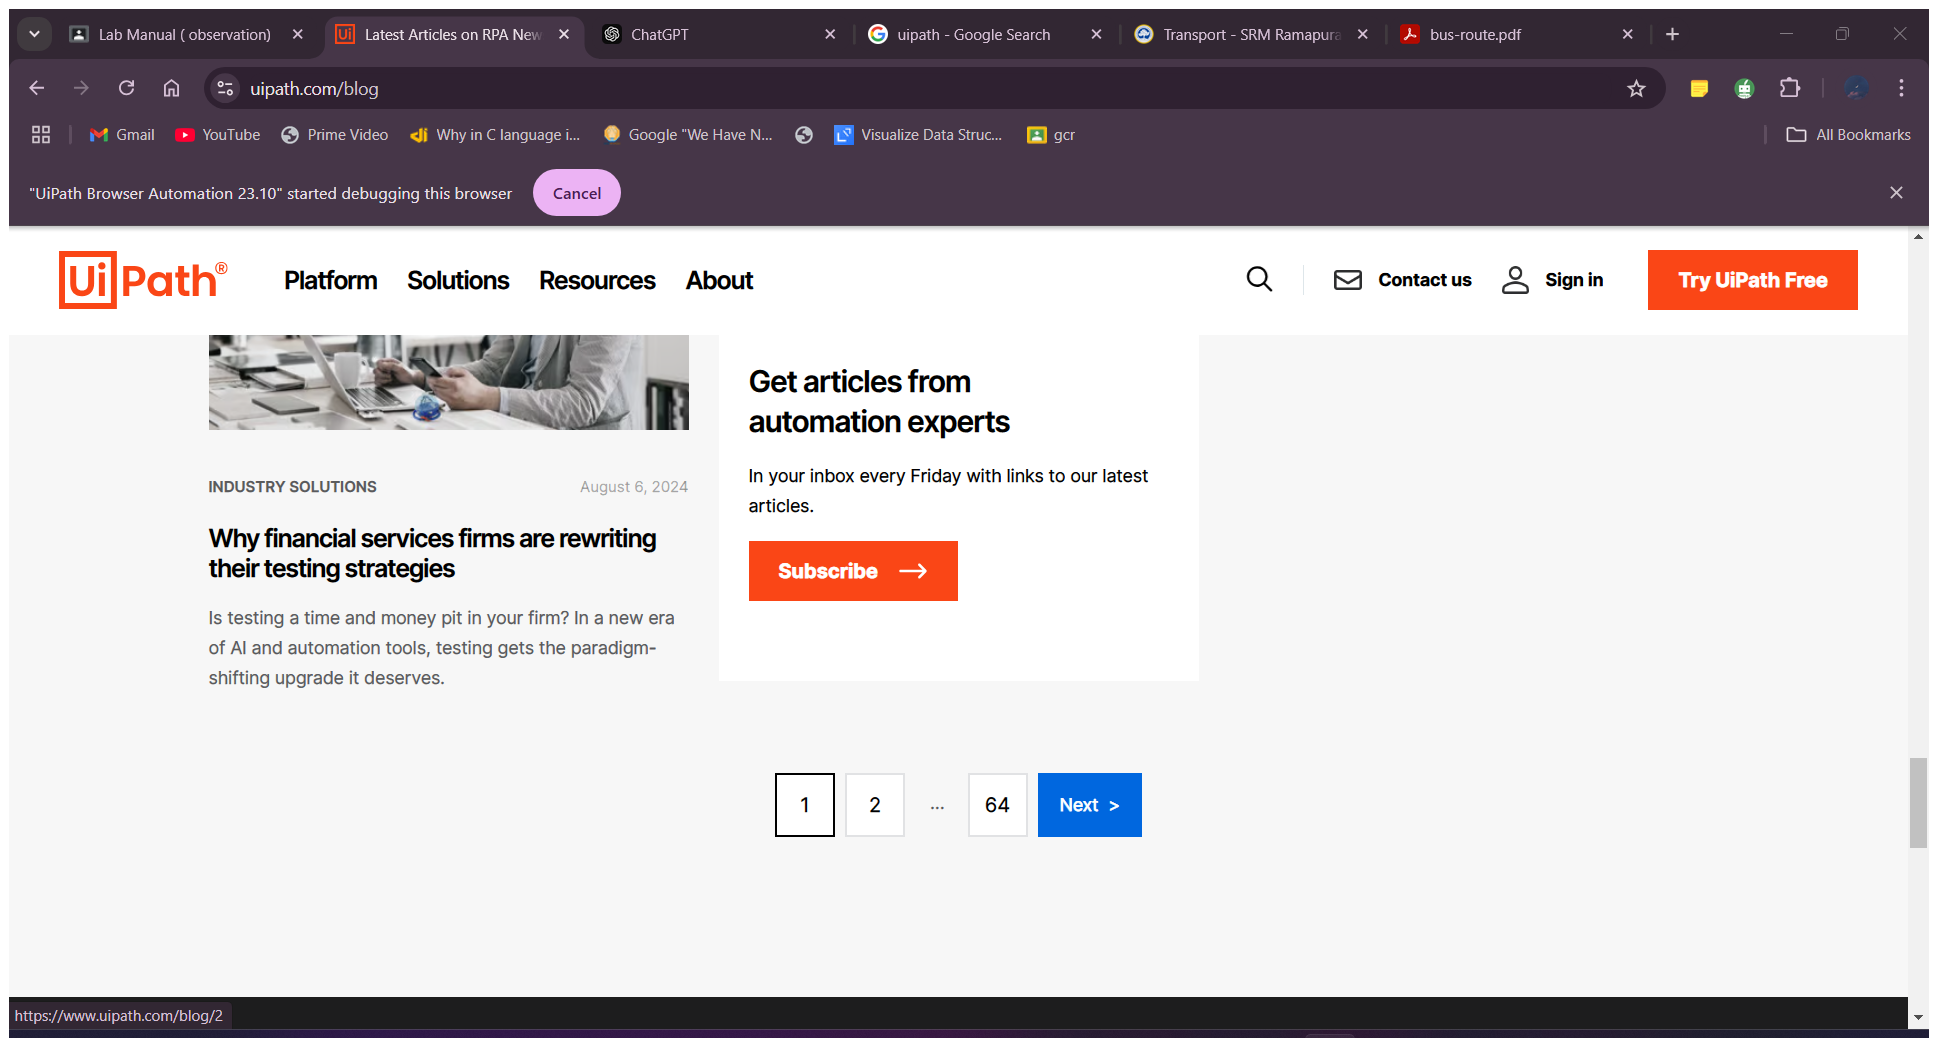 Lab Manual ( observation)
Latest Articles on RPA New
ChatGPT
uipath - Google Search
Transport - SRM Ramapura
bus-route.pdf
uipath.com/blog
Gmail
YouTube
Prime Video
Why in C language i...
Google "We Have N...
Visualize Data Struc...
gcr
All Bookmarks
"UiPath Browser Automation 23.10" started debugging this browser
Cancel
UiPath®
Platform
Solutions
Resources
About
Contact us
Sign in
Try UiPath Free
INDUSTRY SOLUTIONS
August 6, 2024
Why financial services firms are rewriting
their testing strategies
Is testing a time and money pit in your firm? In a new era
of AI and automation tools, testing gets the paradigm-
shifting upgrade it deserves.
Get articles from
automation experts
In your inbox every Friday with links to our latest
articles.
Subscribe
1
2
...
64
Next >
https://www.uipath.com/blog/2